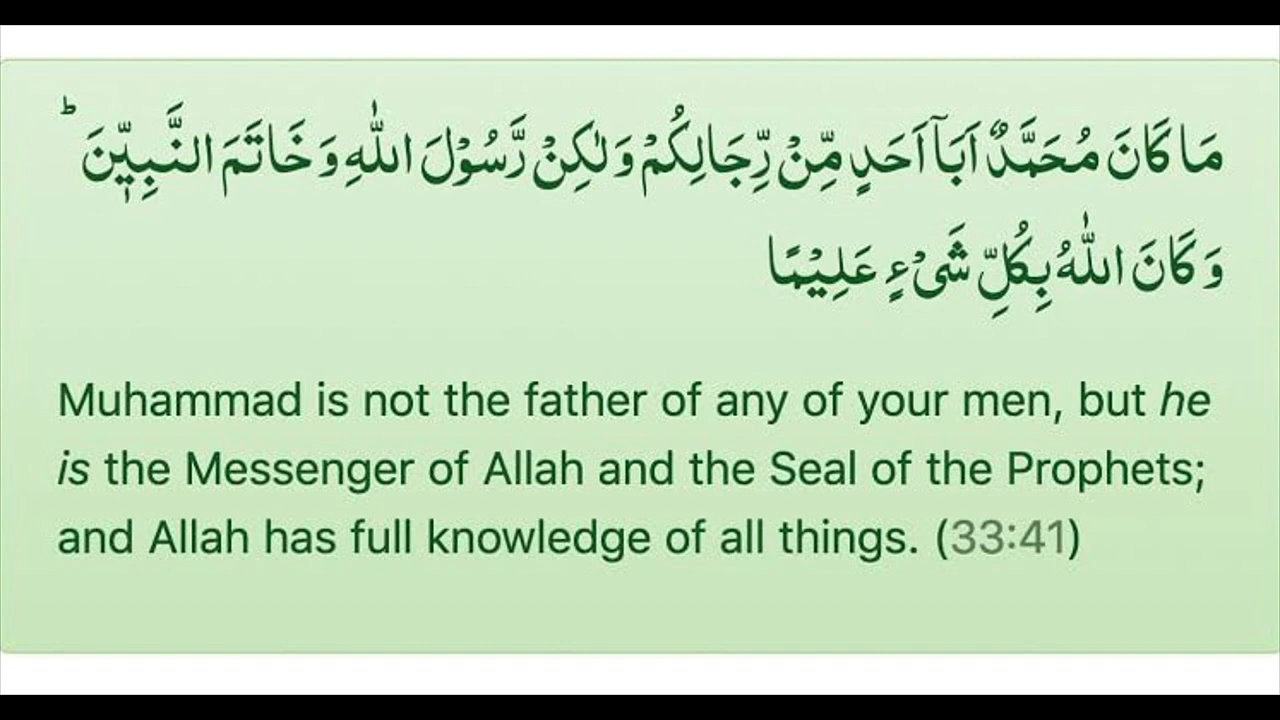 مَا كَانَ مُحَمَّدٌ اَبَاۤ اَحَدٍ مِّنْ رِّجَالِكُمْ وَلٰكِنْ رَّسُوْلَ اللّٰهِ وَ خَاتَمَ النَّبِيّٖنَ ؕ
وَ كَانَ اللّٰهُ بِكُلِّ شَیْءٍ عَلِيْمًا
Muhammad is not the father of any of your men, but he
is the Messenger of Allah and the Seal of the Prophets;
and Allah has full knowledge of all things. (33:41)